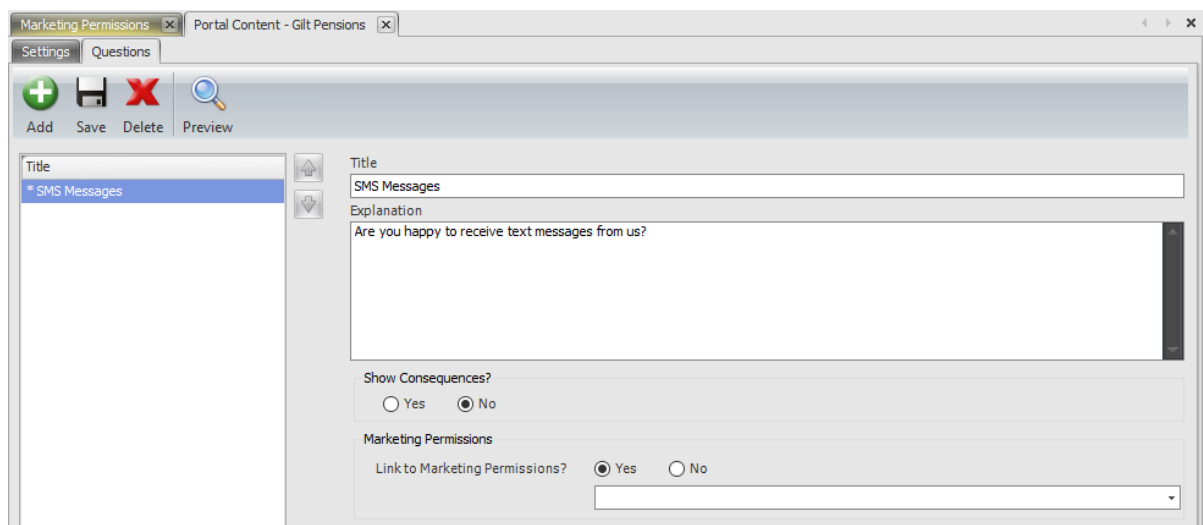 Marketing Permissions Portal Content - Gilt Pensions
Settings Questions
Add Save Delete Preview
Title
* SMS Messages
Title
SMS Messages
Explanation
Are you happy to receive text messages from us?
Show Consequences?
Yes No
Marketing Permissions
Link to Marketing Permissions? Yes No